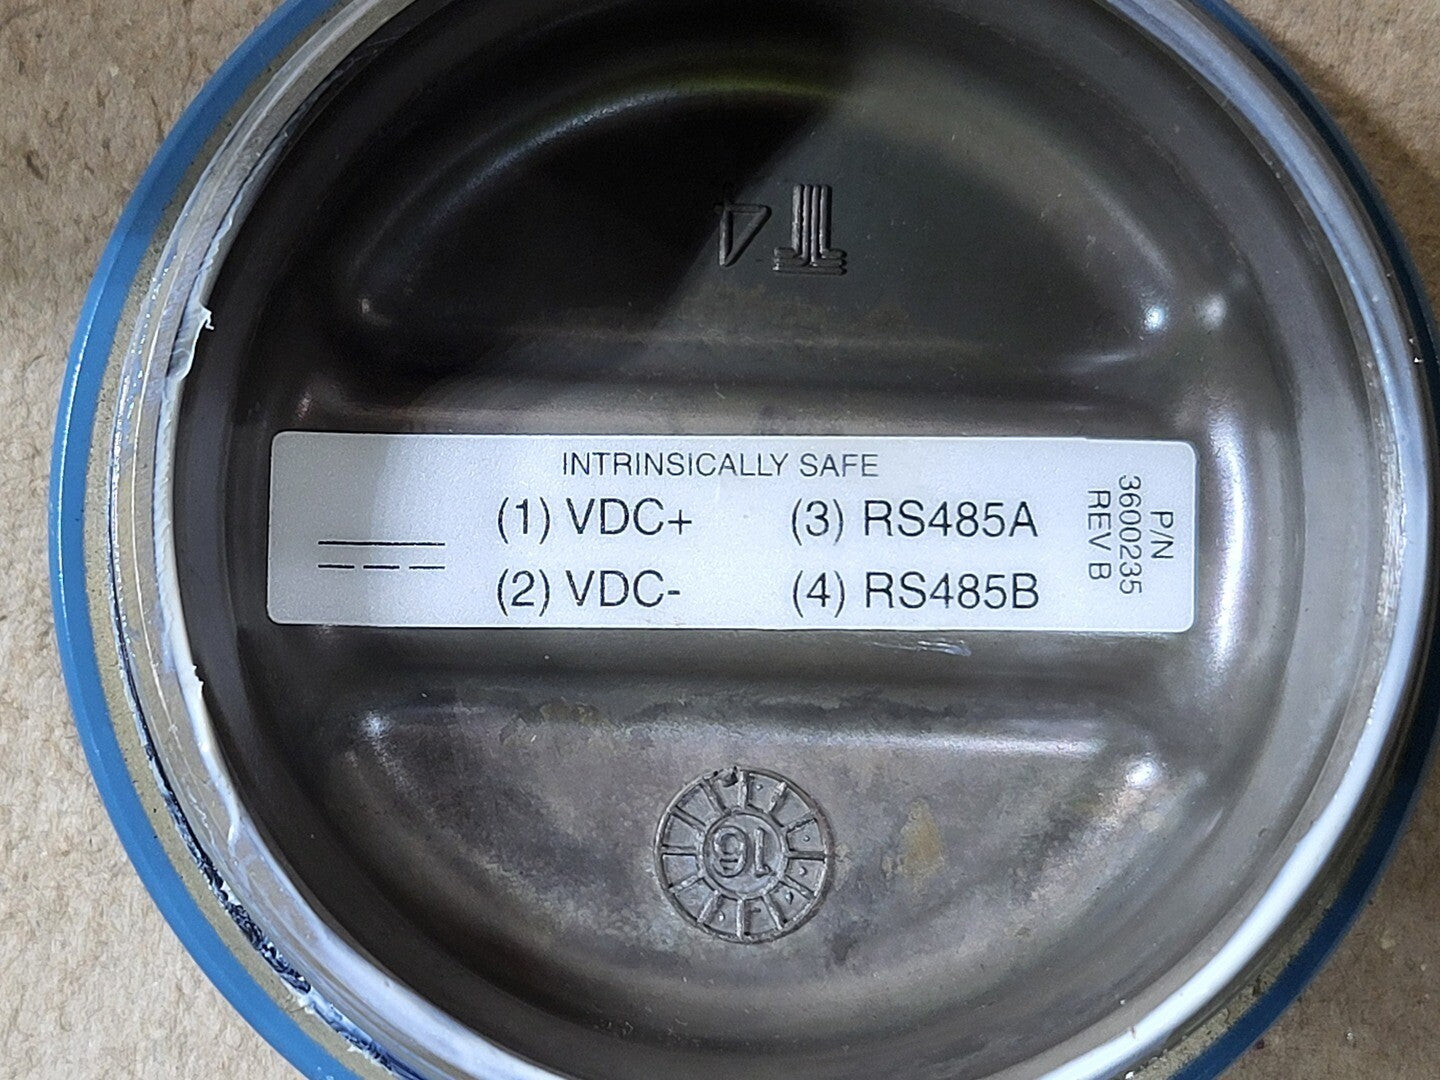 T4
INTRINSICALLY SAFE
(1) VDC+ (3) RS485A
(2) VDC- (4) RS485B
P/N
3600235
REV B
16